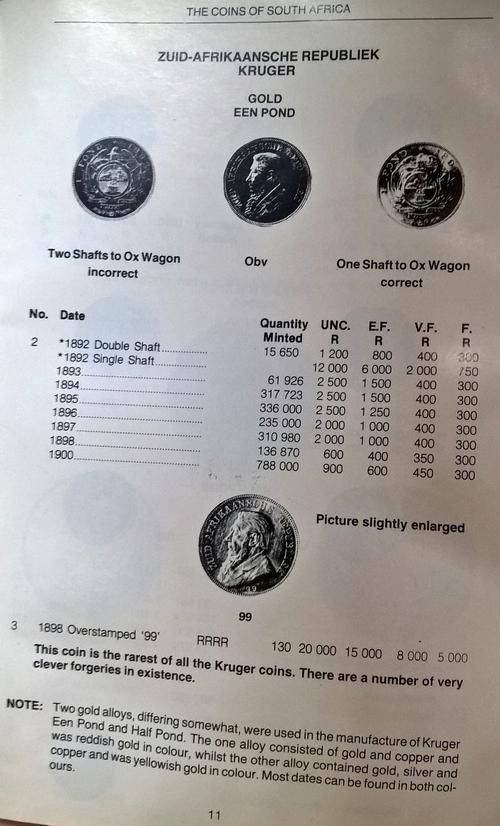 THE COINS OF SOUTH AFRICA
ZUID-AFRIKAANSCHE REPUBLIEK
KRUGER
GOLD
EEN POND
Two Shafts to Ox Wagon
incorrect
Obv
One Shaft to Ox Wagon
correct
No. Date Quantity Minted UNC. R E.F. R V.F. R F. R
2 *1892 Double Shaft 15 650 1 200 800 400 300
*1892 Single Shaft 12 000 6 000 2 000 750
1893 61 926 2 500 1 500 400 300
1894 317 723 2 500 1 500 400 300
1895 336 000 2 500 1 250 400 300
1896 235 000 2 000 1 000 400 300
1897 310 980 2 000 1 000 400 300
1898 136 870 600 400 350 300
1900 788 000 900 600 450 300
Picture slightly enlarged
99
3 1898 Overstamped '99' RRRR 130 20 000 15 000 8 000 5 000
This coin is the rarest of all the Kruger coins. There are a number of very
clever forgeries in existence.
NOTE: Two gold alloys, differing somewhat, were used in the manufacture of Kruger
Een Pond and Half Pond. The one alloy consisted of gold and copper and
was reddish gold in colour, whilst the other alloy contained gold, silver and
copper and was yellowish gold in colour. Most dates can be found in both col-
ours.
11